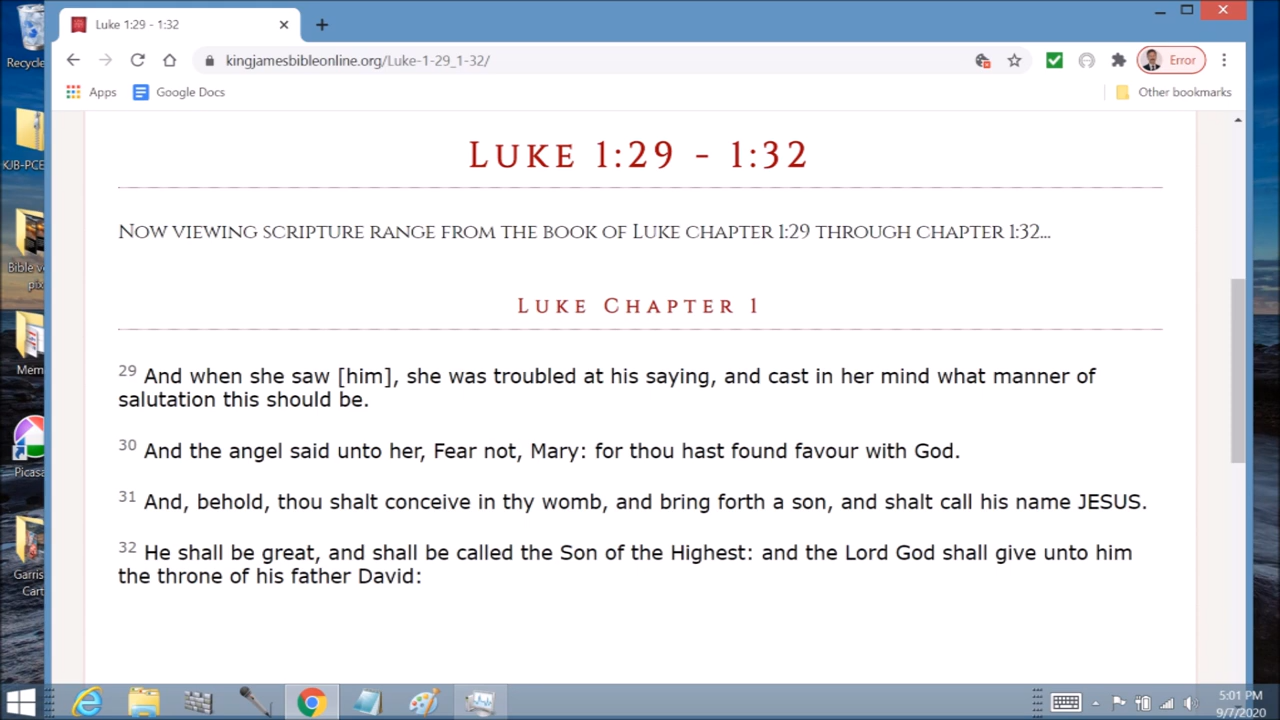 Luke 1:29 - 1:32
kingjamesbibleonline.org/Luke-1-29_1-32/
Error
Apps
Google Docs
Other bookmarks
Recycle
KJB-PCE
Bible ve
pix
Mem
Picasa
Garris
Cart
LUKE 1:29 - 1:32
NOW VIEWING SCRIPTURE RANGE FROM THE BOOK OF LUKE CHAPTER 1:29 THROUGH CHAPTER 1:32...
LUKE CHAPTER 1
29 And when she saw [him], she was troubled at his saying, and cast in her mind what manner of
salutation this should be.
30 And the angel said unto her, Fear not, Mary: for thou hast found favour with God.
31 And, behold, thou shalt conceive in thy womb, and bring forth a son, and shalt call his name JESUS.
32 He shall be great, and shall be called the Son of the Highest: and the Lord God shall give unto him
the throne of his father David:
5:01 PM
9/7/2020